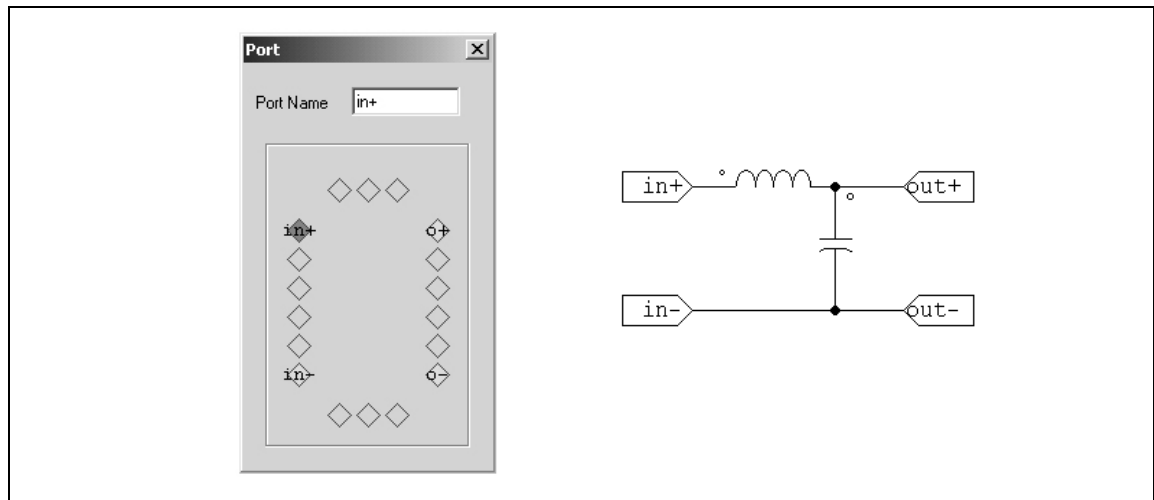 Port
Port Name in+
in+ o+
in- o-
in+ out+
in- out-